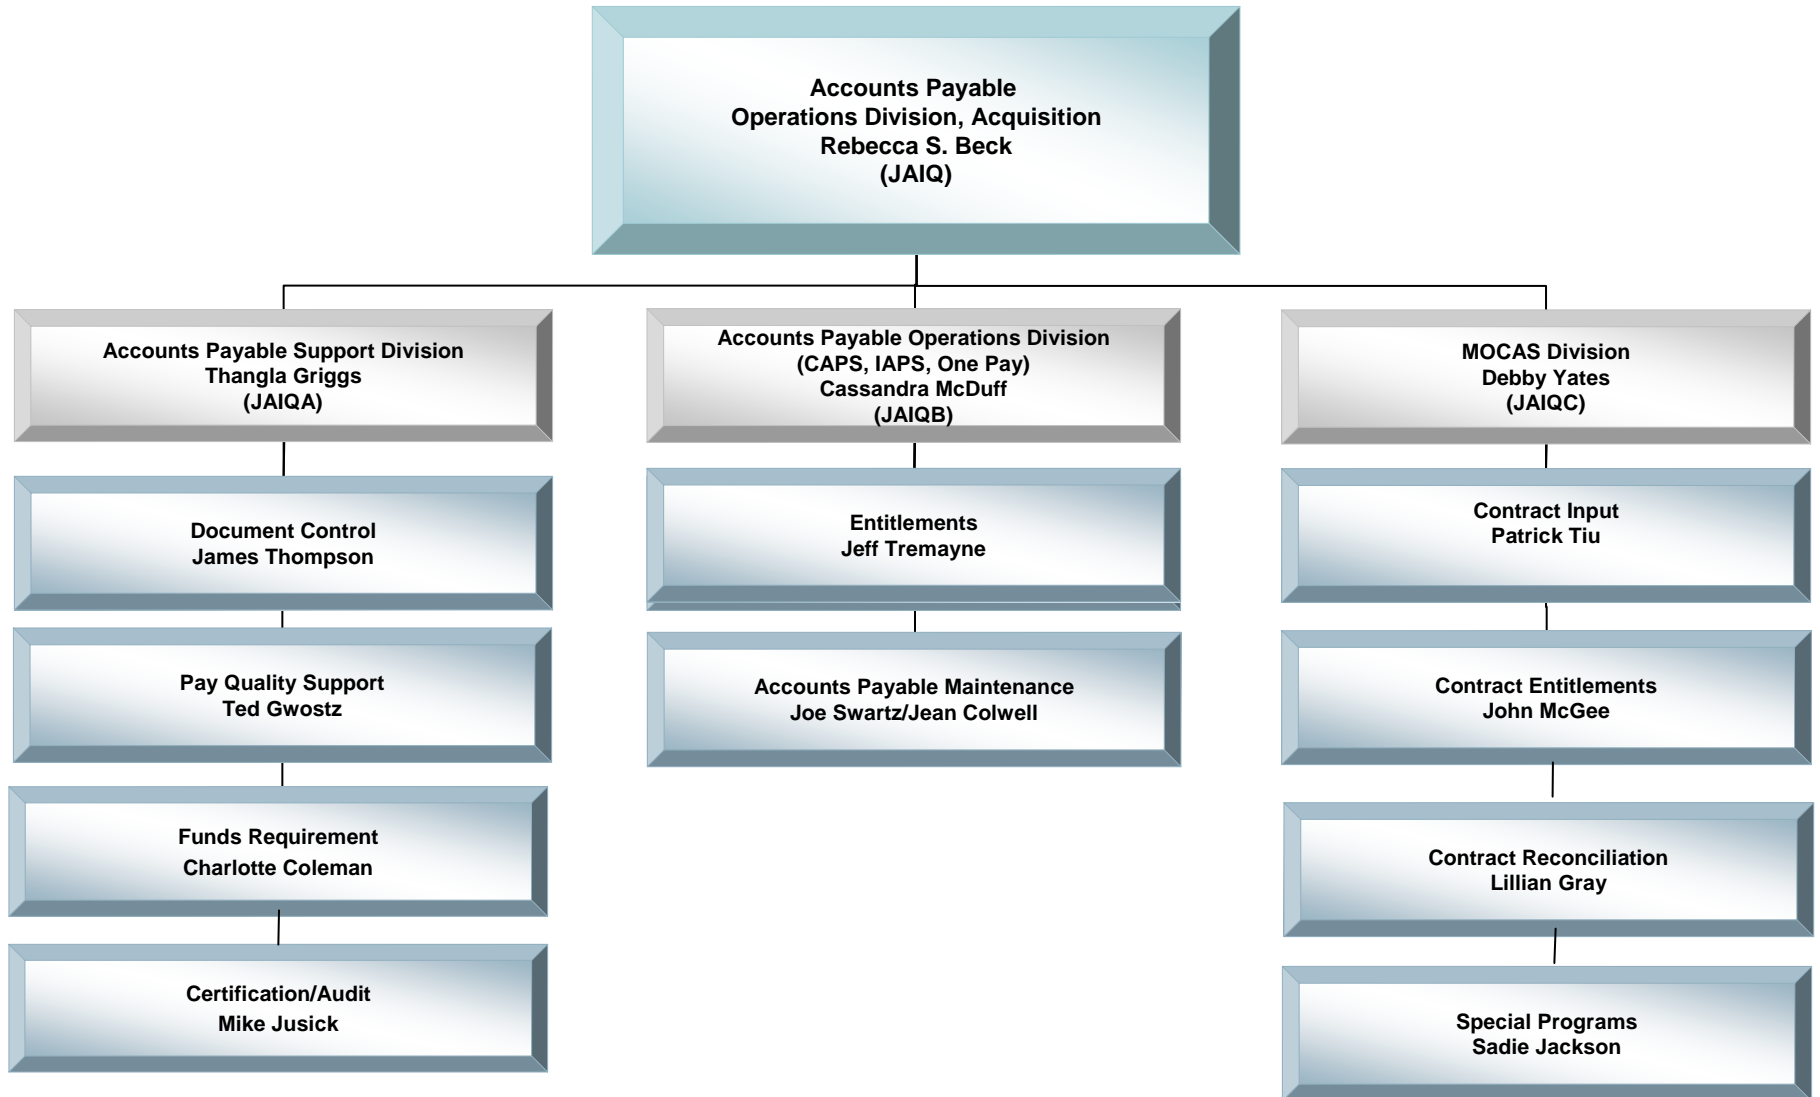 Accounts Payable
Operations Division, Acquisition
Rebecca S. Beck
(JAIQ)
Accounts Payable Support Division
Thangla Griggs
(JAIQA)
Document Control
James Thompson
Pay Quality Support
Ted Gwostz
Funds Requirement
Charlotte Coleman
Certification/Audit
Mike Jusick
Accounts Payable Operations Division
(CAPS, IAPS, One Pay)
Cassandra McDuff
(JAIQB)
Entitlements
Jeff Tremayne
Accounts Payable Maintenance
Joe Swartz/Jean Colwell
MOCAS Division
Debby Yates
(JAIQC)
Contract Input
Patrick Tiu
Contract Entitlements
John McGee
Contract Reconciliation
Lillian Gray
Special Programs
Sadie Jackson